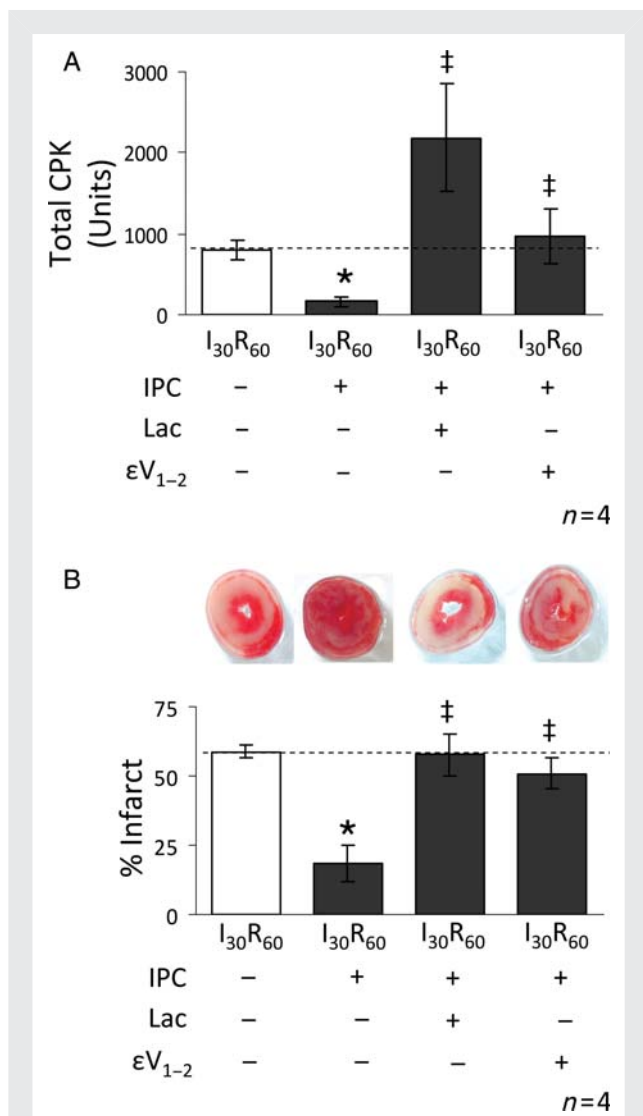 A
Total CPK
(Units)
3000
2000
1000
0
‡
‡
*
I₃₀R₆₀ I₃₀R₆₀ I₃₀R₆₀ I₃₀R₆₀
IPC – + + +
Lac – – + –
εV₁₋₂ – – – +
n=4
B
% Infarct
75
50
25
0
‡
‡
*
I₃₀R₆₀ I₃₀R₆₀ I₃₀R₆₀ I₃₀R₆₀
IPC – + + +
Lac – – + –
εV₁₋₂ – – – +
n=4